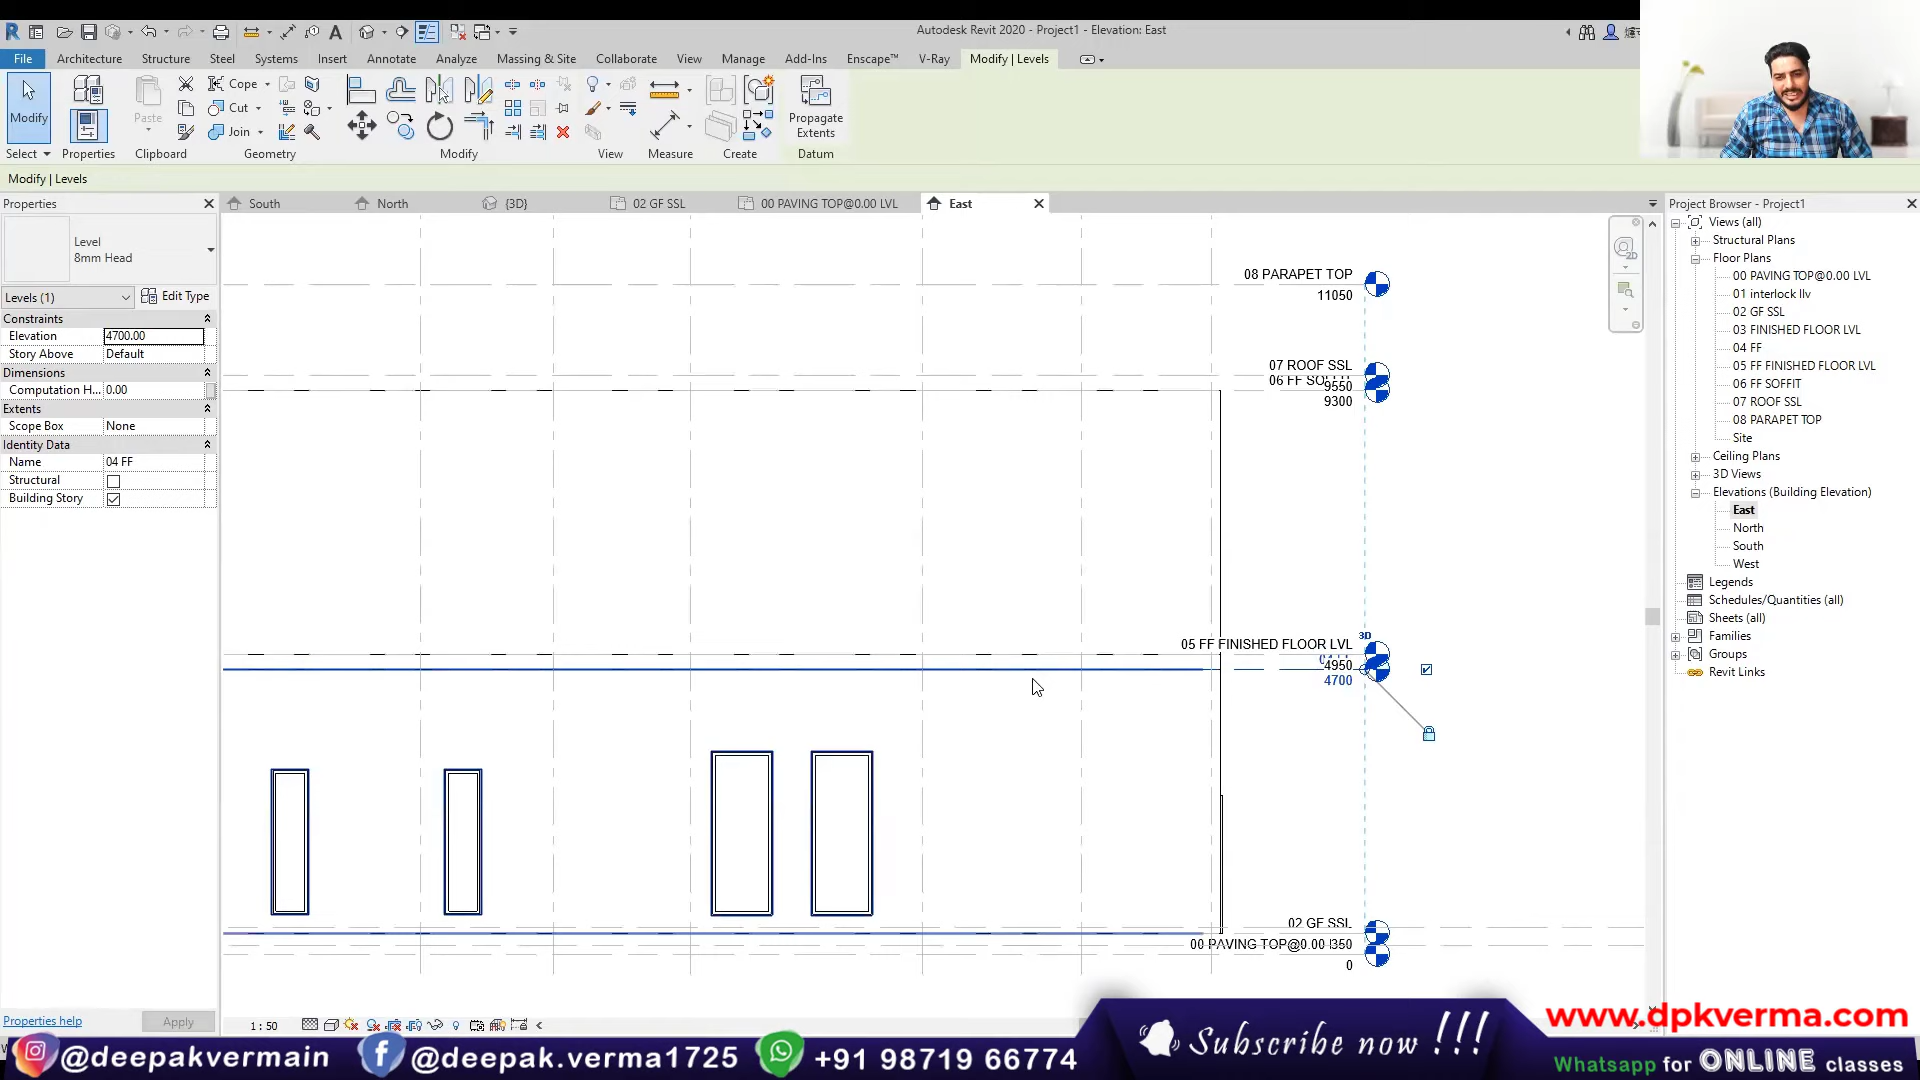 Autodesk Revit 2020 - Project1 - Elevation: East
File Architecture Structure Steel Systems Insert Annotate Analyze Massing & Site Collaborate View Manage Add-Ins Enscape™ V-Ray Modify | Levels
Modify Paste Cope Cut Join Propagate Extents
Select Properties Clipboard Geometry Modify View Measure Create Datum
Modify | Levels
Properties
South North {3D} 02 GF SSL 00 PAVING TOP@0.00 LVL East
Project Browser - Project1
Level
8mm Head
Levels (1) Edit Type
Constraints
Elevation 4700.00
Story Above Default
Dimensions
Computation H... 0.00
Extents
Scope Box None
Identity Data
Name 04 FF
Structural
Building Story
08 PARAPET TOP
11050
07 ROOF SSL
9550
9300
05 FF FINISHED FLOOR LVL
3D
4950
4700
02 GF SSL
00 PAVING TOP@0.00
350
0
Views (all)
Structural Plans
Floor Plans
00 PAVING TOP@0.00 LVL
01 interlock llv
02 GF SSL
03 FINISHED FLOOR LVL
04 FF
05 FF FINISHED FLOOR LVL
06 FF SOFFIT
07 ROOF SSL
08 PARAPET TOP
Site
Ceiling Plans
3D Views
Elevations (Building Elevation)
East
North
South
West
Legends
Schedules/Quantities (all)
Sheets (all)
Families
Groups
Revit Links
2D
Properties help Apply
1 : 50
@deepakvermain @deepak.verma1725 +91 98719 66774
Subscribe now !!!
www.dpkverma.com
Whatsapp for ONLINE classes